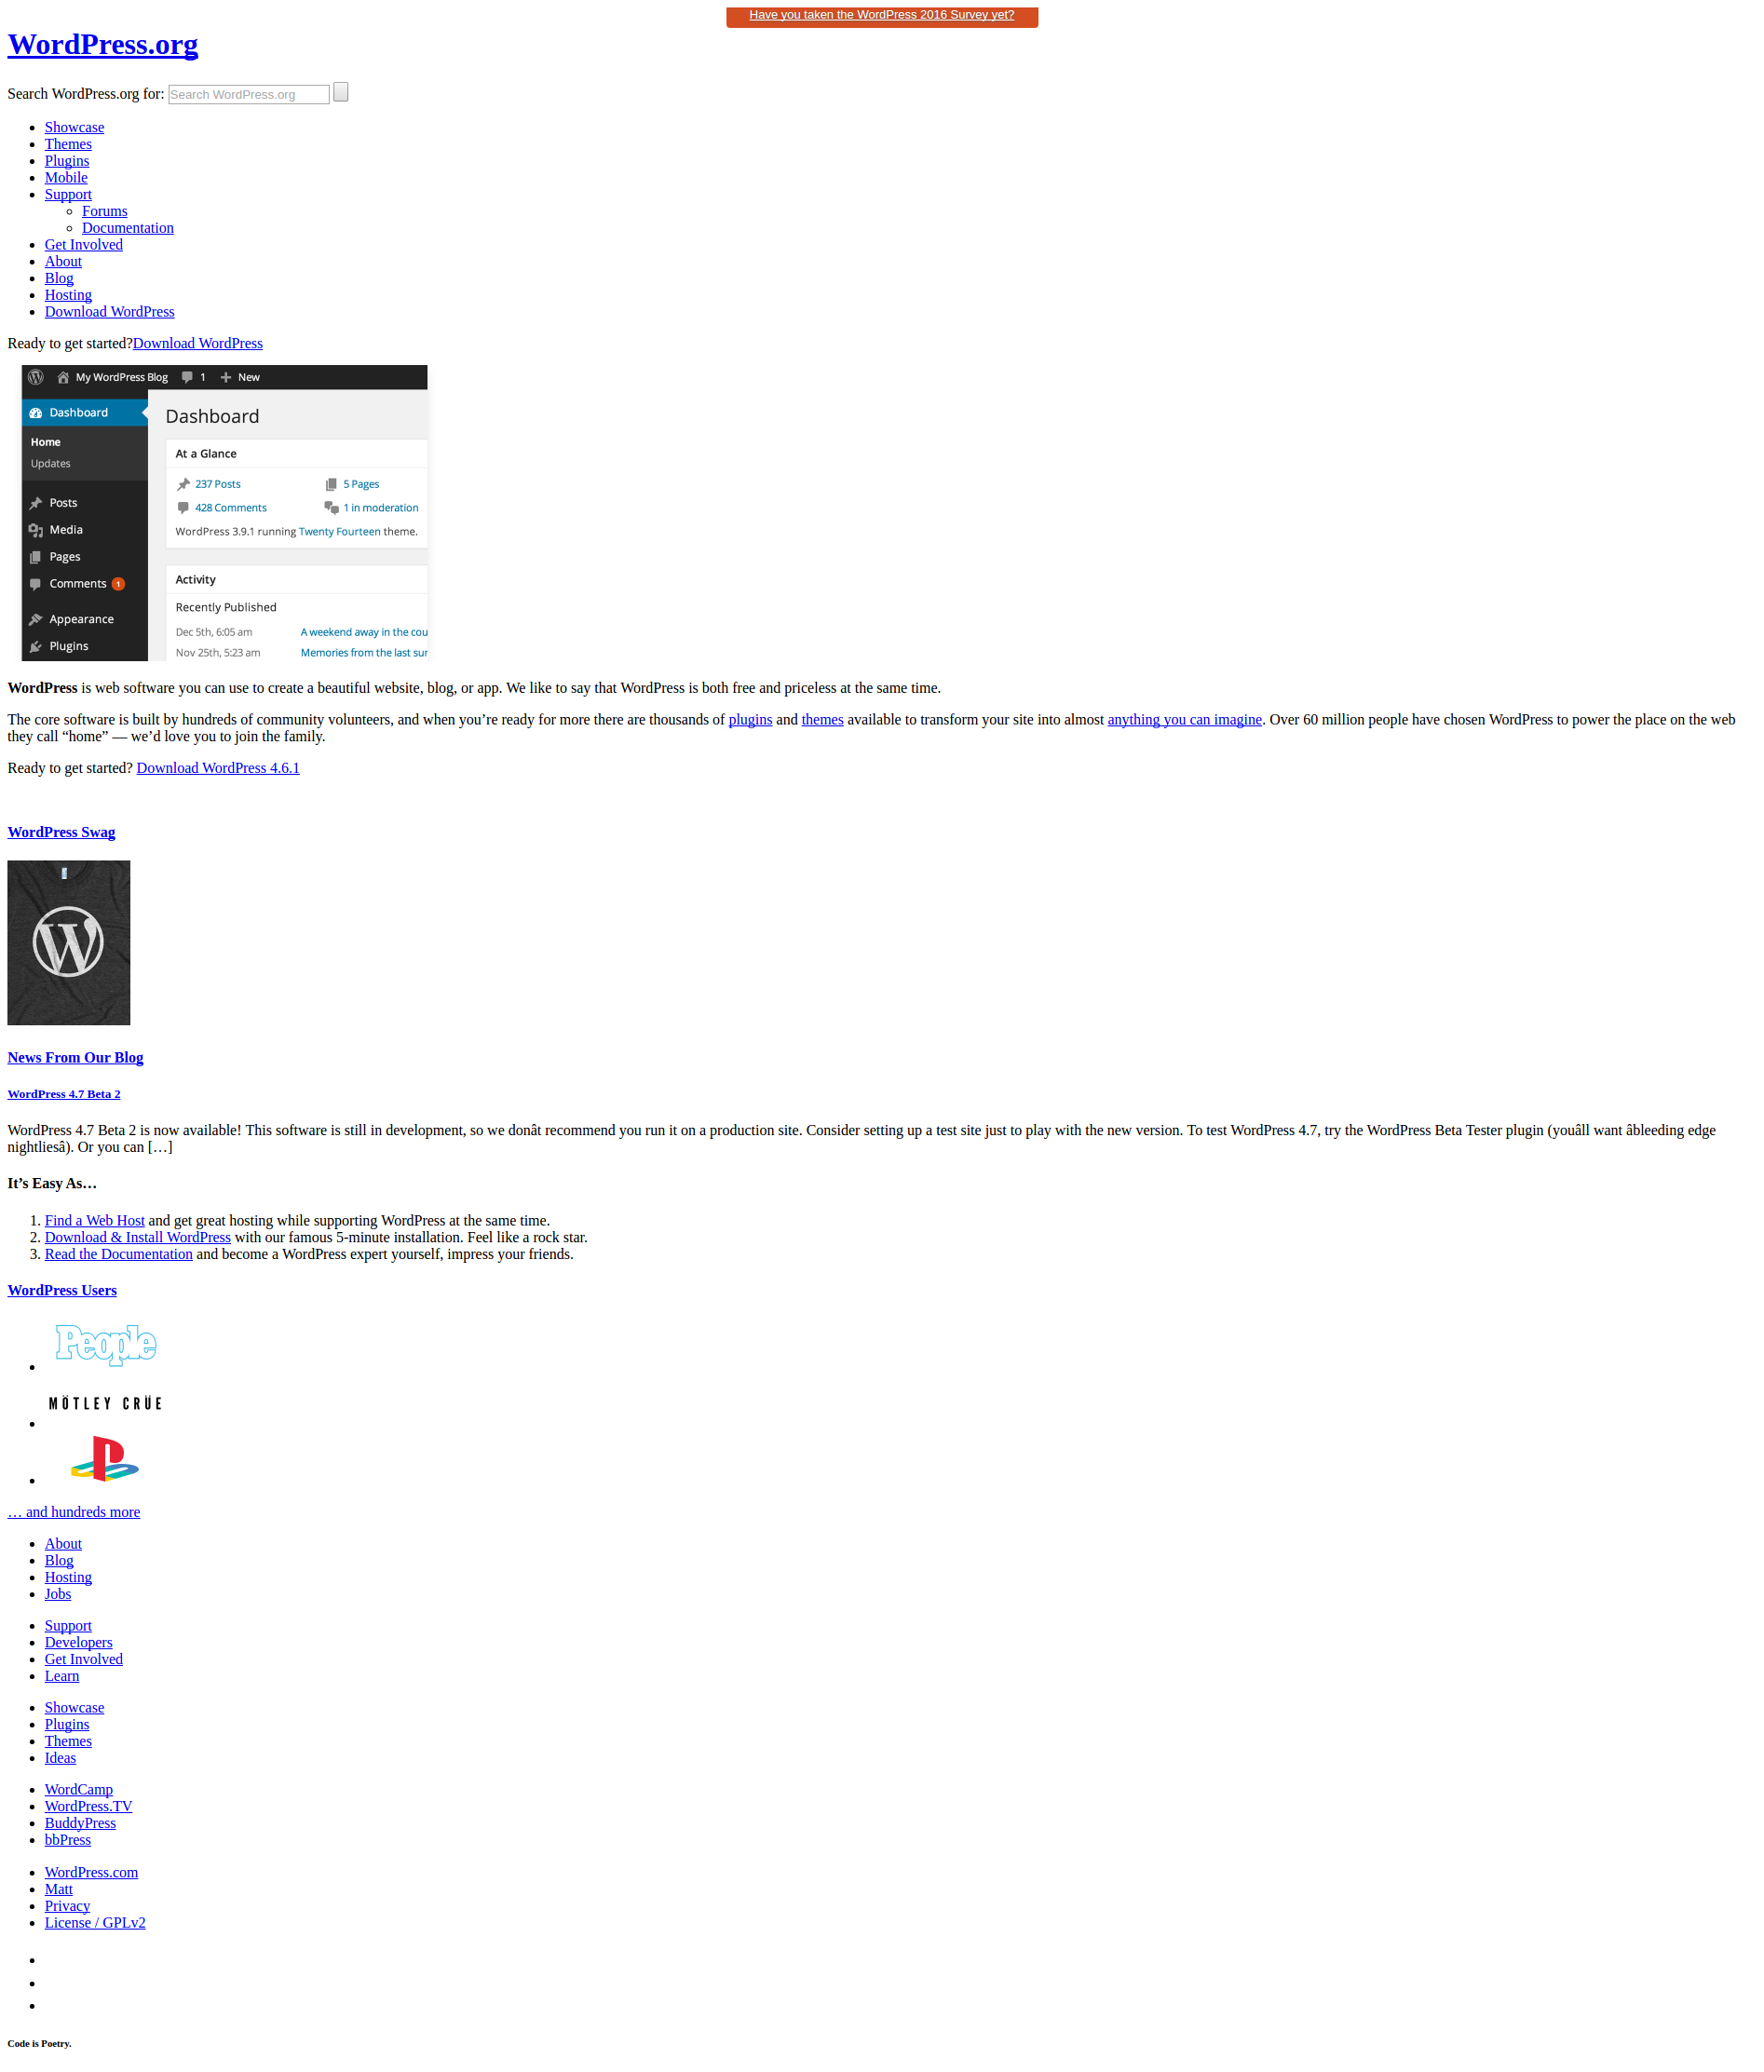 Have you taken the WordPress 2016 Survey yet?
WordPress.org
Search WordPress.org for: Search WordPress.org
Showcase
Themes
Plugins
Mobile
Support
Forums
Documentation
Get Involved
About
Blog
Hosting
Download WordPress
Ready to get started?Download WordPress
My WordPress Blog 1 New
Dashboard
Home
Updates
Posts
Media
Pages
Comments 1
Appearance
Plugins
Dashboard
At a Glance
237 Posts 5 Pages
428 Comments 1 in moderation
WordPress 3.9.1 running Twenty Fourteen theme.
Activity
Recently Published
Dec 5th, 6:05 am A weekend away in the cou
Nov 25th, 5:23 am Memories from the last sur
WordPress is web software you can use to create a beautiful website, blog, or app. We like to say that WordPress is both free and priceless at the same time.
The core software is built by hundreds of community volunteers, and when you’re ready for more there are thousands of plugins and themes available to transform your site into almost anything you can imagine. Over 60 million people have chosen WordPress to power the place on the web
they call “home” — we’d love you to join the family.
Ready to get started? Download WordPress 4.6.1
WordPress Swag
W
News From Our Blog
WordPress 4.7 Beta 2
WordPress 4.7 Beta 2 is now available! This software is still in development, so we donât recommend you run it on a production site. Consider setting up a test site just to play with the new version. To test WordPress 4.7, try the WordPress Beta Tester plugin (youâll want âbleeding edge
nightliesâ). Or you can […]
It’s Easy As…
1. Find a Web Host and get great hosting while supporting WordPress at the same time.
2. Download & Install WordPress with our famous 5-minute installation. Feel like a rock star.
3. Read the Documentation and become a WordPress expert yourself, impress your friends.
WordPress Users
People
MÖTLEY CRÜE
… and hundreds more
About
Blog
Hosting
Jobs
Support
Developers
Get Involved
Learn
Showcase
Plugins
Themes
Ideas
WordCamp
WordPress.TV
BuddyPress
bbPress
WordPress.com
Matt
Privacy
License / GPLv2
Code is Poetry.